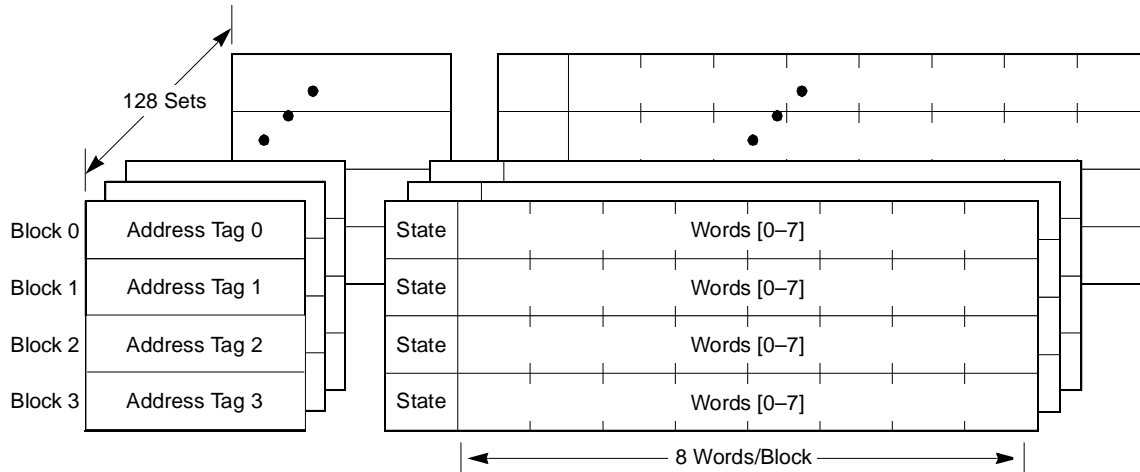 128 Sets
Block 0 Address Tag 0 State Words [0–7]
Block 1 Address Tag 1 State Words [0–7]
Block 2 Address Tag 2 State Words [0–7]
Block 3 Address Tag 3 State Words [0–7]
8 Words/Block